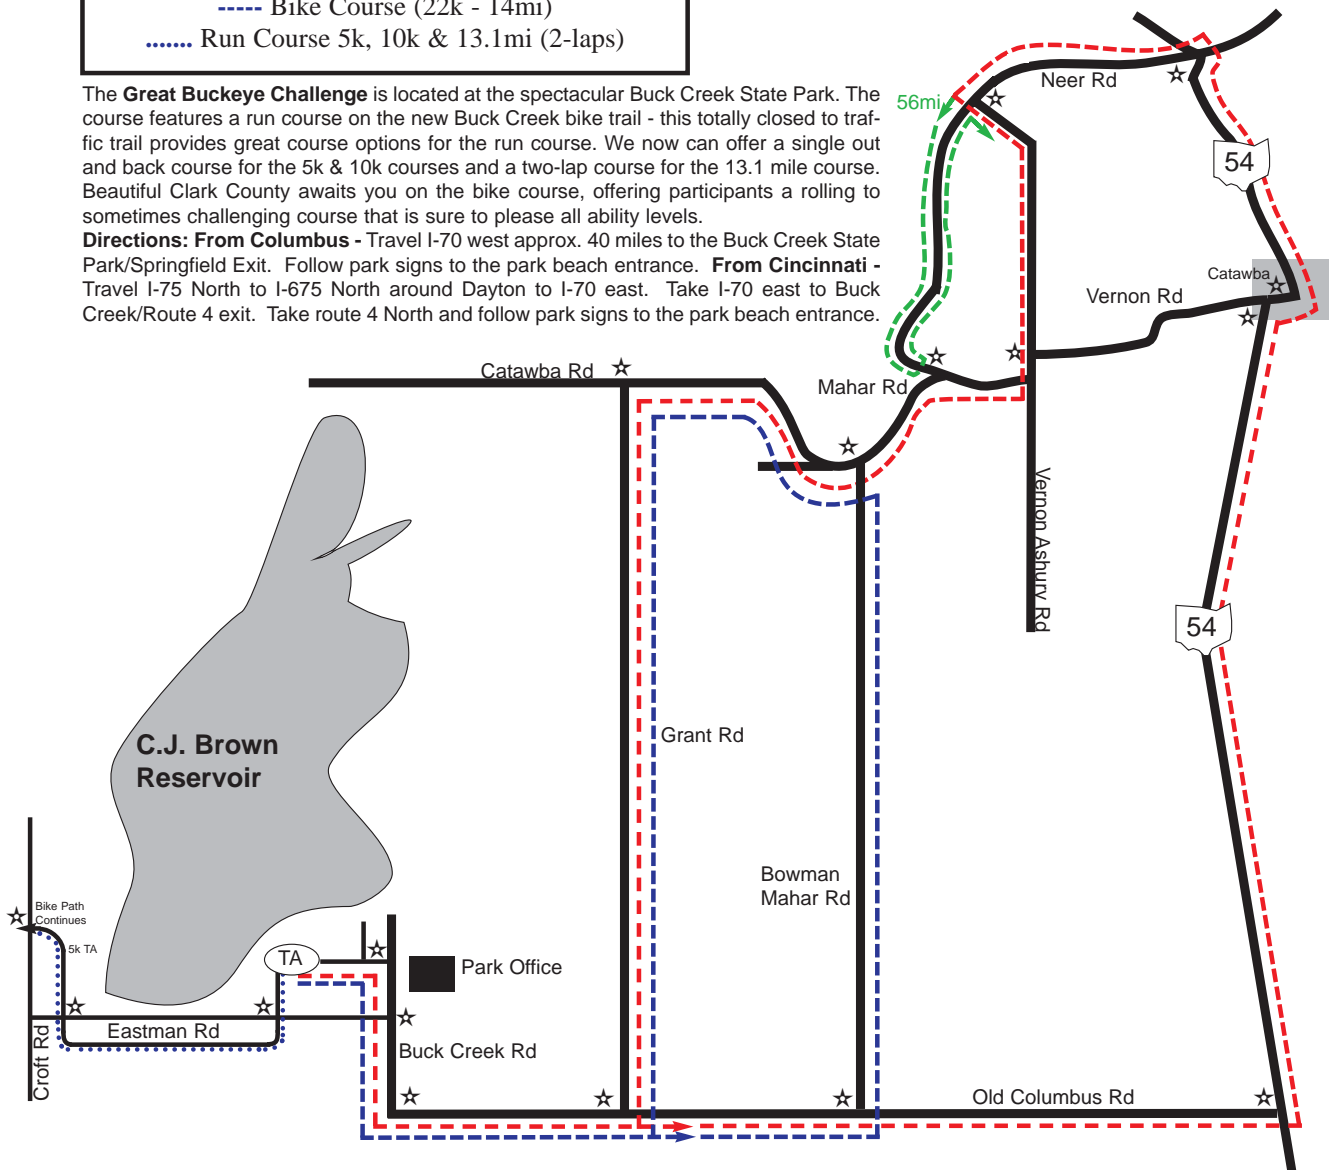 ----- Bike Course (22k - 14mi)
....... Run Course 5k, 10k & 13.1mi (2-laps)
The Great Buckeye Challenge is located at the spectacular Buck Creek State Park. The
course features a run course on the new Buck Creek bike trail - this totally closed to traf-
fic trail provides great course options for the run course. We now can offer a single out
and back course for the 5k & 10k courses and a two-lap course for the 13.1 mile course.
Beautiful Clark County awaits you on the bike course, offering participants a rolling to
sometimes challenging course that is sure to please all ability levels.
Directions: From Columbus - Travel I-70 west approx. 40 miles to the Buck Creek State
Park/Springfield Exit. Follow park signs to the park beach entrance. From Cincinnati -
Travel I-75 North to I-675 North around Dayton to I-70 east. Take I-70 east to Buck
Creek/Route 4 exit. Take route 4 North and follow park signs to the park beach entrance.
Neer Rd
56mi
54
Catawba
Vernon Rd
Catawba Rd
Mahar Rd
Vernon Ashury Rd
54
Grant Rd
C.J. Brown
Reservoir
Bowman
Mahar Rd
Bike Path
Continues
5k TA
TA
Park Office
Eastman Rd
Croft Rd
Buck Creek Rd
Old Columbus Rd